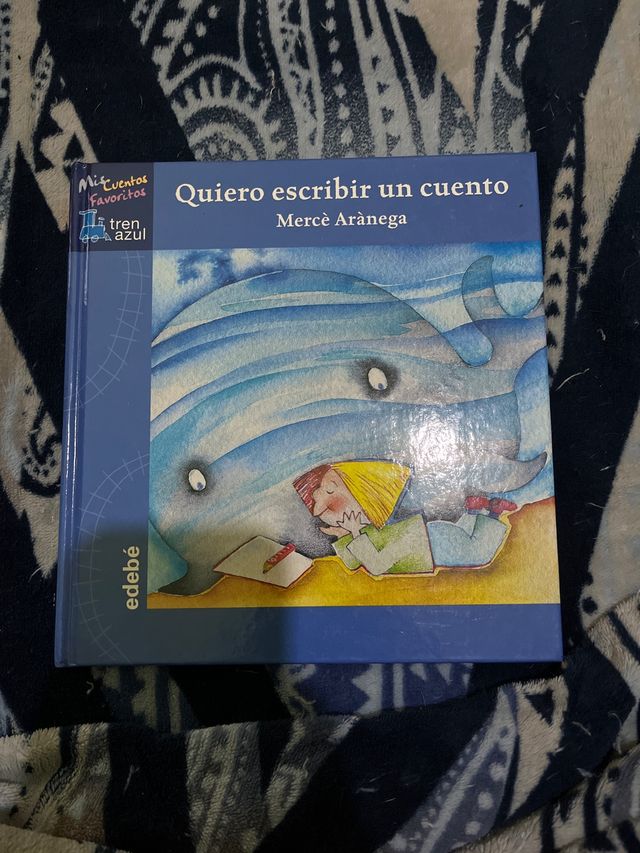 Mis Cuentos
Favoritos
tren
azul
Quiero escribir un cuento
Mercè Arànega
edebé